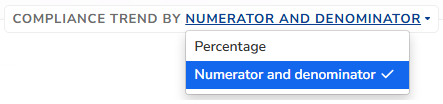 COMPLIANCE TREND BY NUMERATOR AND DENOMINATOR
Percentage
Numerator and denominator